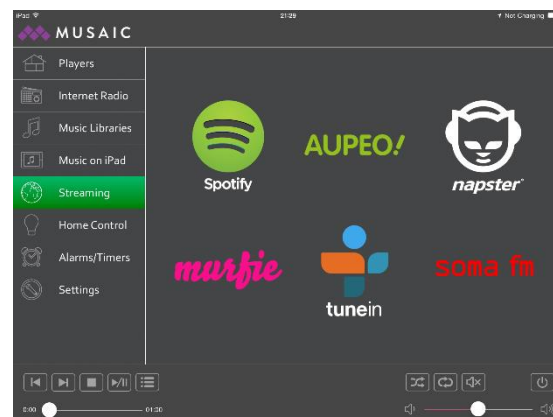 iPad
21:29
Not Charging
MUSAIC
Players
Internet Radio
Music Libraries
Music on iPad
Streaming
Home Control
Alarms/Timers
Settings
Spotify
AUPEO!
napster
murfie
tunein
soma fm
0:00
01:30